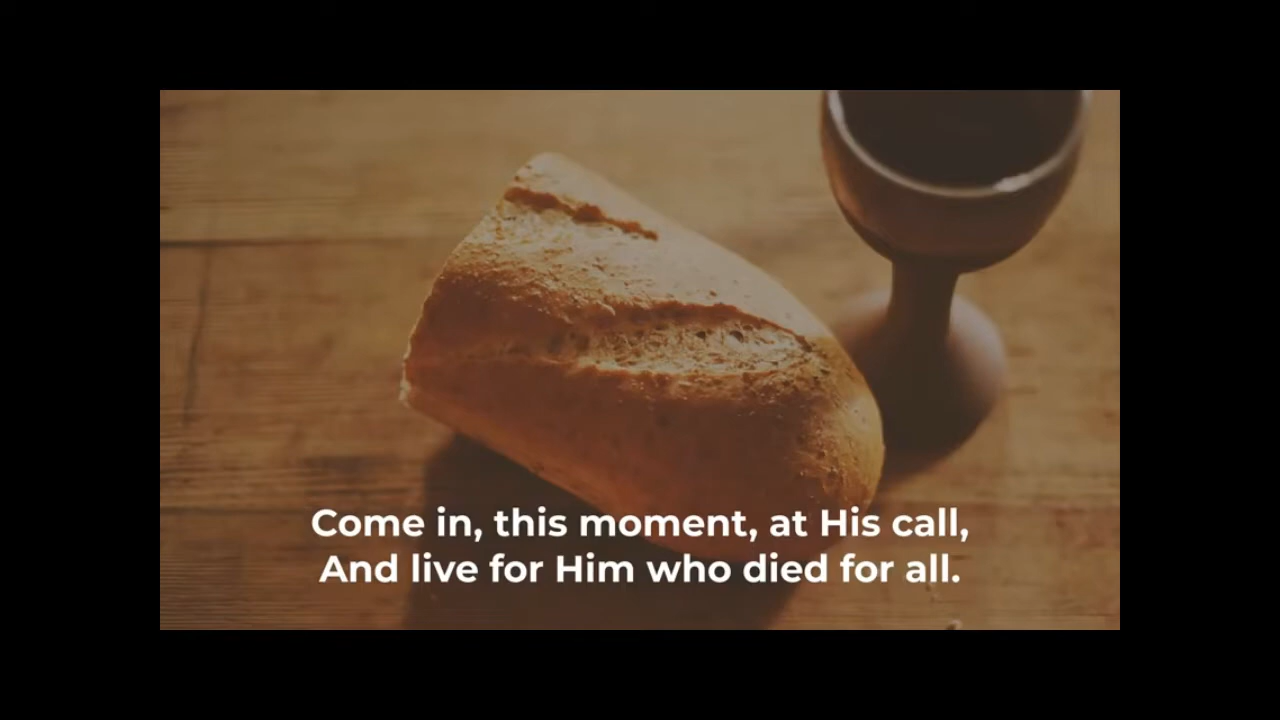 Come in, this moment, at His call,
And live for Him who died for all.